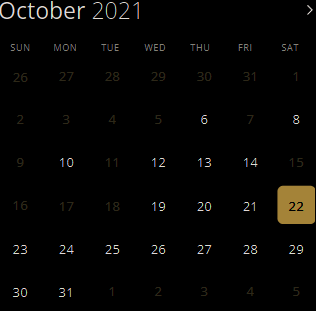 October 2021
SUN MON TUE WED THU FRI SAT
26 27 28 29 30 31 1
2 3 4 5 6 7 8
9 10 11 12 13 14 15
16 17 18 19 20 21 22
23 24 25 26 27 28 29
30 31 1 2 3 4 5